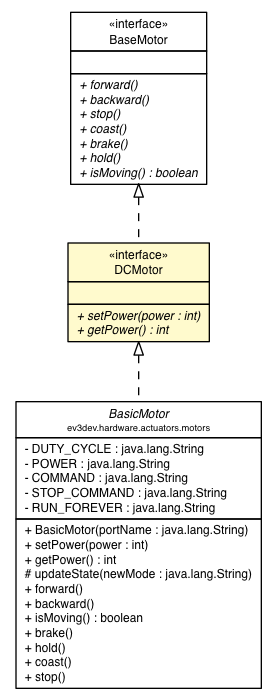 «interface»
BaseMotor
+ forward()
+ backward()
+ stop()
+ coast()
+ brake()
+ hold()
+ isMoving() : boolean
«interface»
DCMotor
+ setPower(power : int)
+ getPower() : int
BasicMotor
ev3dev.hardware.actuators.motors
- DUTY_CYCLE : java.lang.String
- POWER : java.lang.String
- COMMAND : java.lang.String
- STOP_COMMAND : java.lang.String
- RUN_FOREVER : java.lang.String
+ BasicMotor(portName : java.lang.String)
+ setPower(power : int)
+ getPower() : int
# updateState(newMode : java.lang.String)
+ forward()
+ backward()
+ isMoving() : boolean
+ brake()
+ hold()
+ coast()
+ stop()